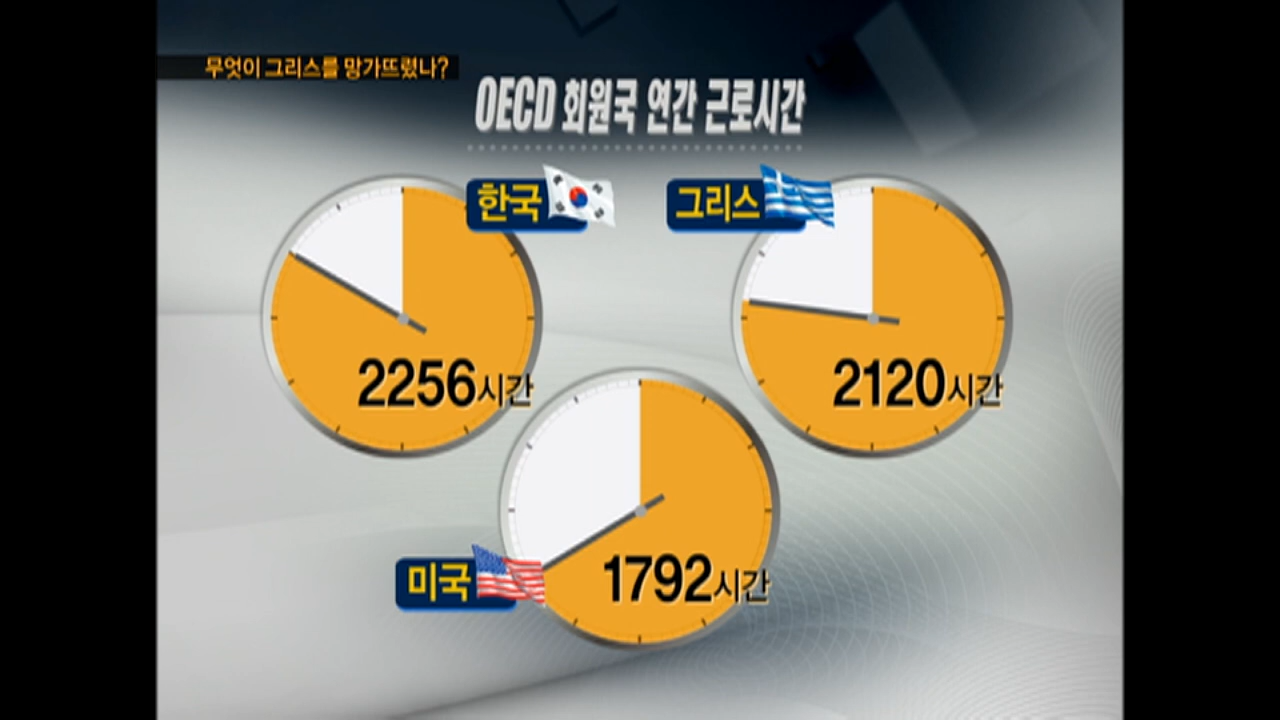 무엇이 그리스를 망가뜨렸나?
OECD 회원국 연간 근로시간
한국
2256시간
그리스
2120시간
미국
1792시간